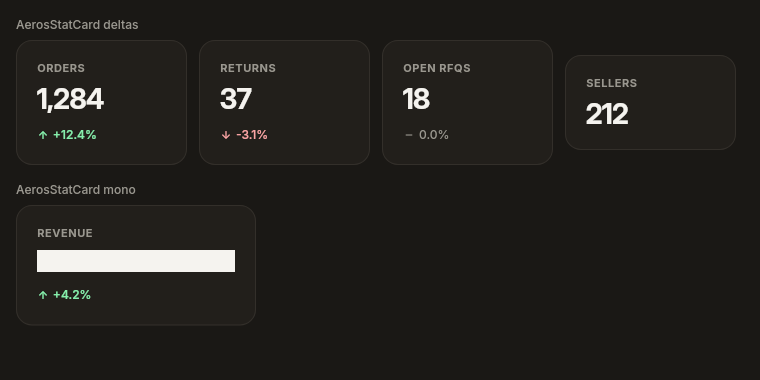 AerosStatCard deltas
ORDERS
1,284
↑ +12.4%
RETURNS
37
↓ -3.1%
OPEN RFQS
18
– 0.0%
SELLERS
212
AerosStatCard mono
REVENUE
↑ +4.2%